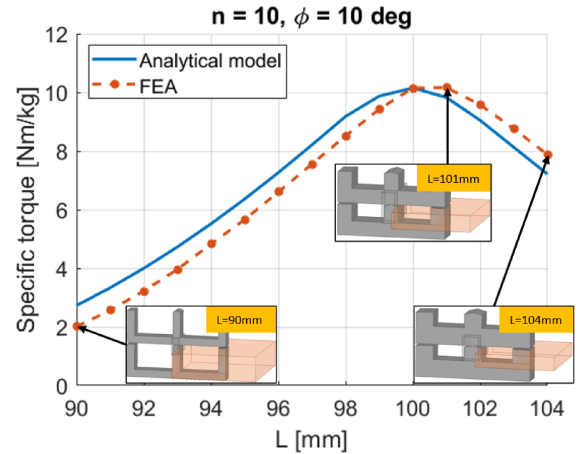 n = 10, ϕ = 10 deg
Specific torque [Nm/kg]
12
10
8
6
4
2
0
Analytical model
FEA
L=101mm
L=90mm
L=104mm
90
92
94
96
98
100
102
104
L [mm]